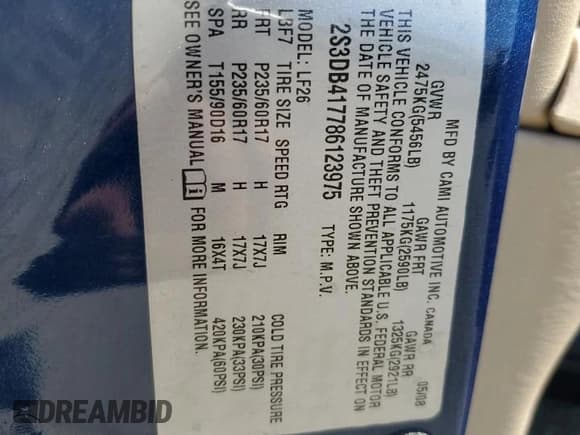 MFD BY CAMI AUTOMOTIVE INC. CANADA 05/08
GVWR GAWR FRT GAWR RR
2475KG(5456LB) 1175KG(2590LB) 1325KG(2921LB)
THIS VEHICLE CONFORMS TO ALL APPLICABLE U.S. FEDERAL MOTOR
VEHICLE SAFETY AND THEFT PREVENTION STANDARDS IN EFFECT ON
THE DATE OF MANUFACTURE SHOWN ABOVE.
2S3DB417786123975 TYPE: M.P.V.
MODEL: LF26
L3F7 TIRE SIZE SPEED RTG RIM COLD TIRE PRESSURE
FRT P235/60R17 H 17X7J 210KPA(30PSI)
RR P235/60R17 H 17X7J 230KPA(33PSI)
SPA T155/90D16 M 16X4T 420KPA(60PSI)
SEE OWNER'S MANUAL FOR MORE INFORMATION.
DREAMBID